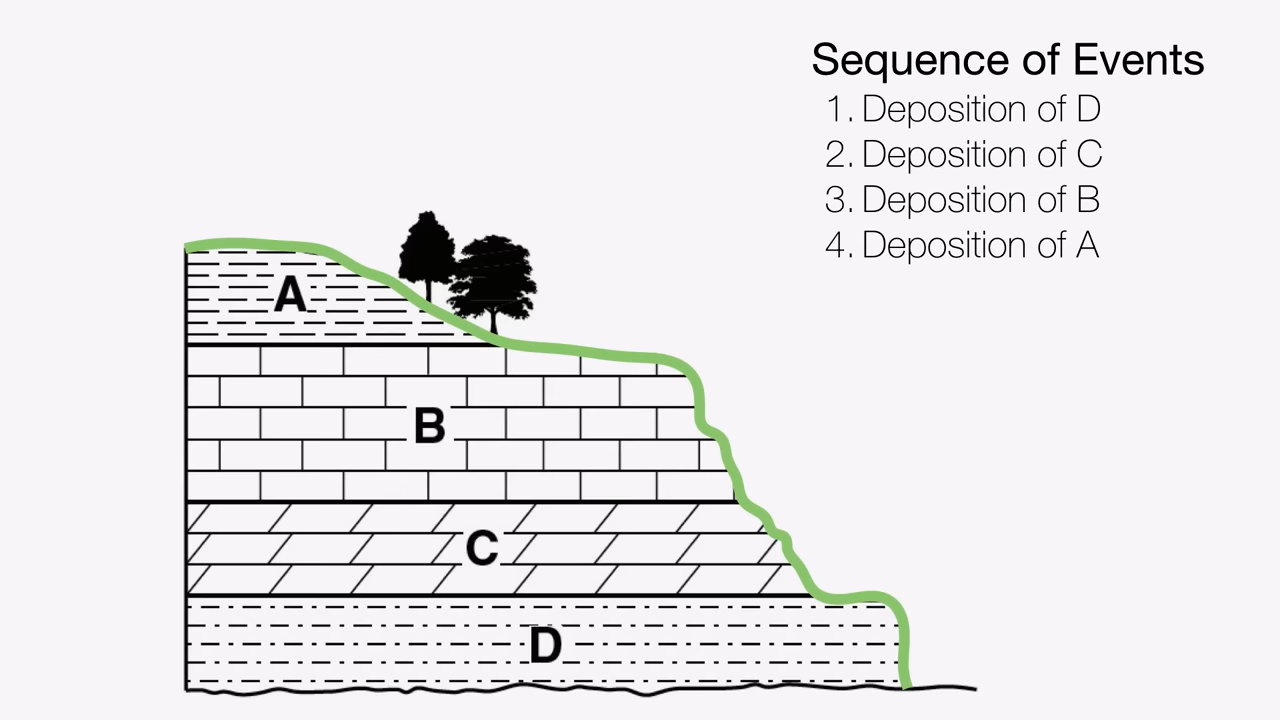 Sequence of Events
1. Deposition of D
2. Deposition of C
3. Deposition of B
4. Deposition of A
A
B
C
D